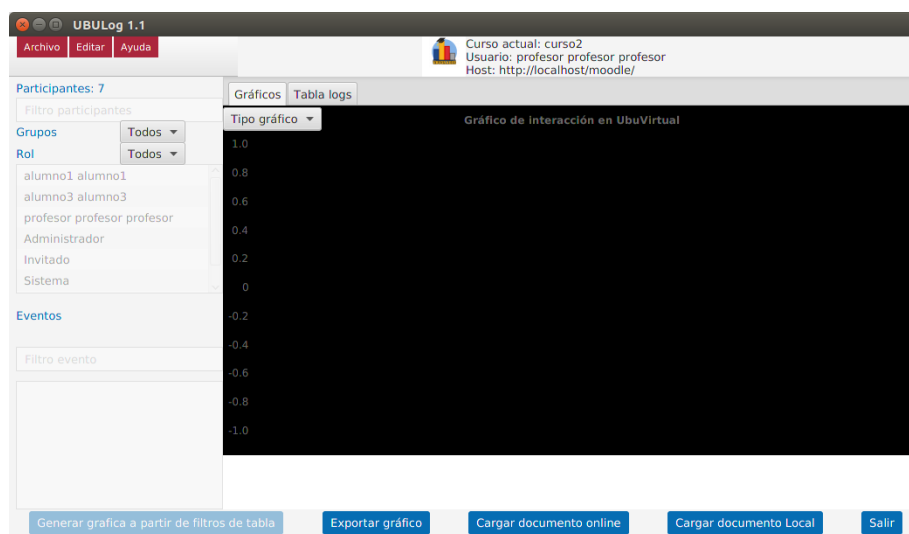 UBULog 1.1
Archivo Editar Ayuda
Curso actual: curso2
Usuario: profesor profesor profesor
Host: http://localhost/moodle/
Participantes: 7
Filtro participantes
Grupos Todos
Rol Todos
alumno1 alumno1
alumno3 alumno3
profesor profesor profesor
Administrador
Invitado
Sistema
Eventos
Filtro evento
Gráficos Tabla logs
Tipo gráfico
Gráfico de interacción en UbuVirtual
1.0
0.8
0.6
0.4
0.2
0
-0.2
-0.4
-0.6
-0.8
-1.0
Generar grafica a partir de filtros de tabla Exportar gráfico Cargar documento online Cargar documento Local Salir